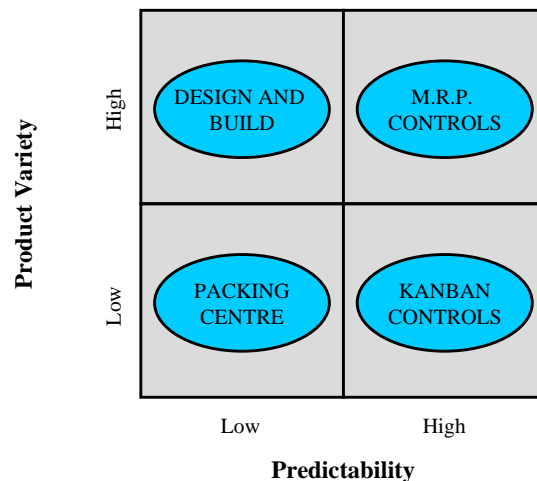 Product Variety
High
DESIGN AND
BUILD
M.R.P.
CONTROLS
Low
PACKING
CENTRE
KANBAN
CONTROLS
Low
High
Predictability